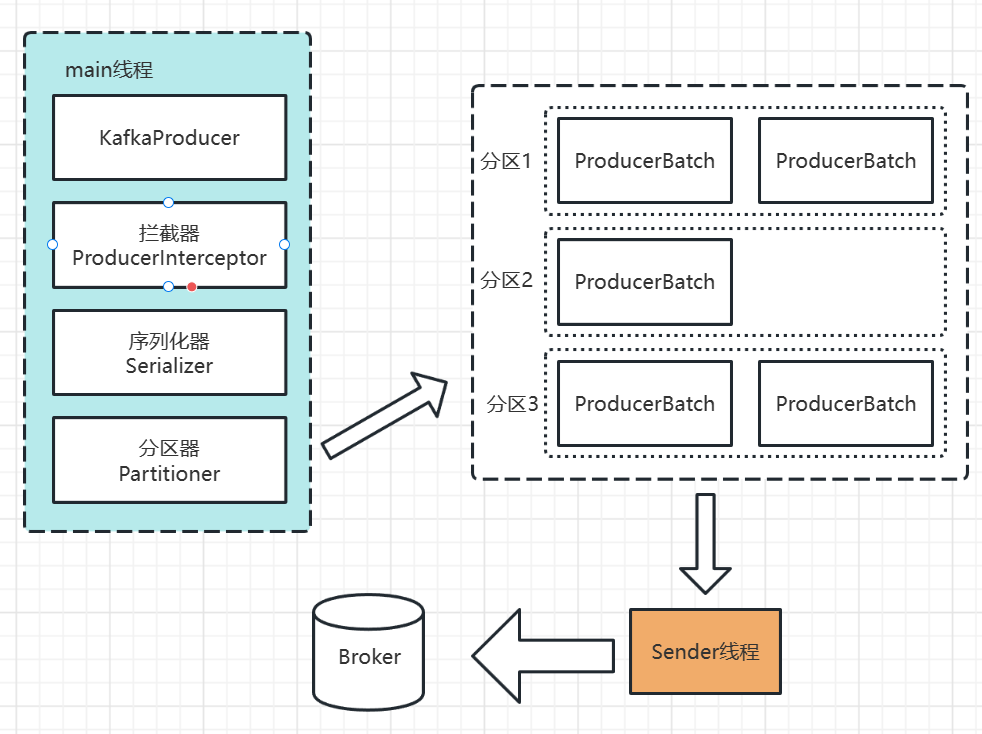 main线程
KafkaProducer
拦截器
ProducerInterceptor
序列化器
Serializer
分区器
Partitioner
分区1
ProducerBatch
ProducerBatch
分区2
ProducerBatch
分区3
ProducerBatch
ProducerBatch
Sender线程
Broker